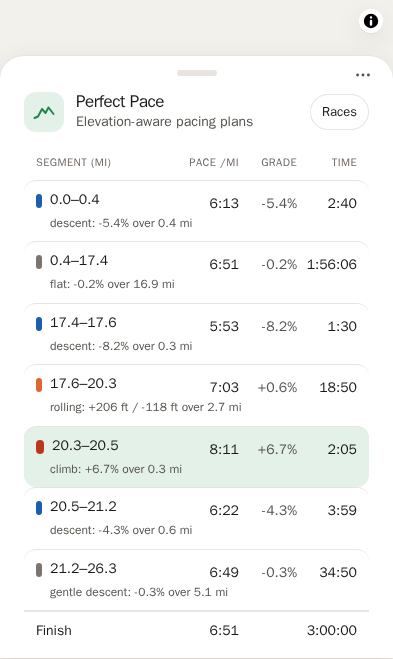 Perfect Pace
Elevation-aware pacing plans
Races
SEGMENT (MI) PACE /MI GRADE TIME
0.0–0.4 6:13 -5.4% 2:40
descent: -5.4% over 0.4 mi
0.4–17.4 6:51 -0.2% 1:56:06
flat: -0.2% over 16.9 mi
17.4–17.6 5:53 -8.2% 1:30
descent: -8.2% over 0.3 mi
17.6–20.3 7:03 +0.6% 18:50
rolling: +206 ft / -118 ft over 2.7 mi
20.3–20.5 8:11 +6.7% 2:05
climb: +6.7% over 0.3 mi
20.5–21.2 6:22 -4.3% 3:59
descent: -4.3% over 0.6 mi
21.2–26.3 6:49 -0.3% 34:50
gentle descent: -0.3% over 5.1 mi
Finish 6:51 3:00:00